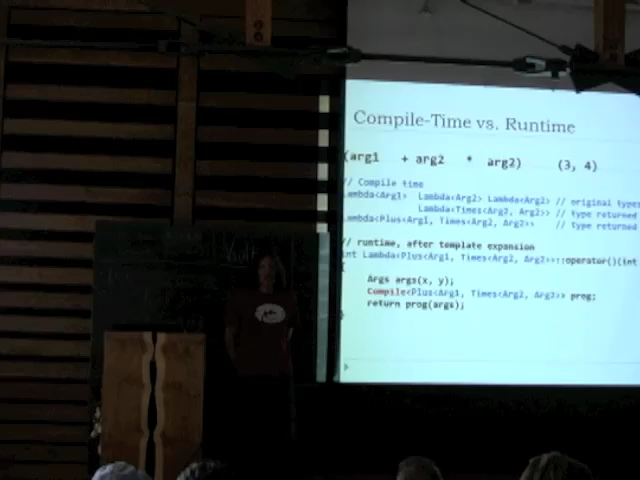 Compile-Time vs. Runtime
(arg1 + arg2 * arg2) (3, 4)
// Compile time
Lambda<Arg1> Lambda<Arg2> Lambda<Arg2> // original types
Lambda<Times<Arg2, Arg2>> // type returned
Lambda<Plus<Arg1, Times<Arg2, Arg2>> // type returned
// runtime, after template expansion
int Lambda<Plus<Arg1, Times<Arg2, Arg2>>::operator()(int
{
Args args(x, y);
Compile<Plus<Arg1, Times<Arg2, Arg2>> prog;
return prog(args);
}